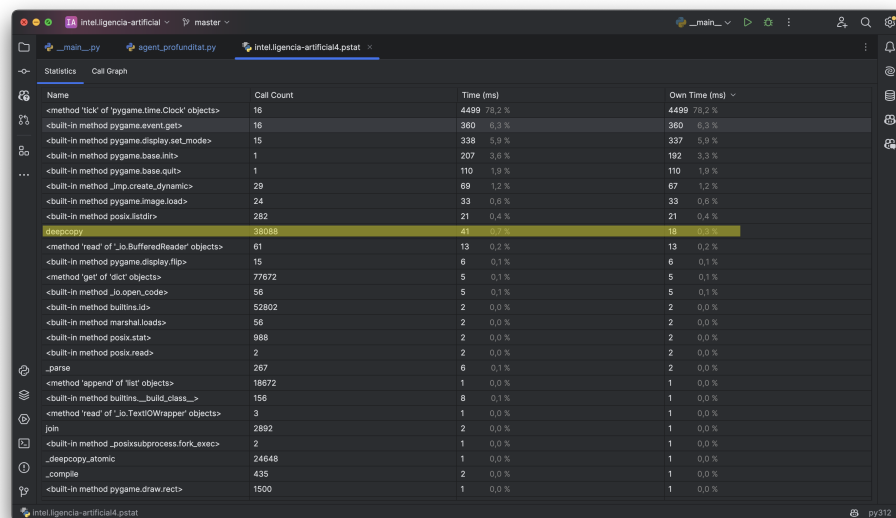 IA intel.ligencia-artificial master __main__
__main__.py agent_profunditat.py intel.ligencia-artificial4.pstat ×
Statistics Call Graph
Name Call Count Time (ms) Own Time (ms)
<method 'tick' of 'pygame.time.Clock' objects> 16 4499 78,2 % 4499 78,2 %
<built-in method pygame.event.get> 16 360 6,3 % 360 6,3 %
<built-in method pygame.display.set_mode> 15 338 5,9 % 337 5,9 %
<built-in method pygame.base.init> 1 207 3,6 % 192 3,3 %
<built-in method pygame.base.quit> 1 110 1,9 % 110 1,9 %
<built-in method _imp.create_dynamic> 29 69 1,2 % 67 1,2 %
<built-in method pygame.image.load> 24 33 0,6 % 33 0,6 %
<built-in method posix.listdir> 282 21 0,4 % 21 0,4 %
deepcopy 38088 41 0,7 % 18 0,3 %
<method 'read' of '_io.BufferedReader' objects> 61 13 0,2 % 13 0,2 %
<built-in method pygame.display.flip> 15 6 0,1 % 6 0,1 %
<method 'get' of 'dict' objects> 77672 5 0,1 % 5 0,1 %
<built-in method _io.open_code> 56 5 0,1 % 5 0,1 %
<built-in method builtins.id> 52802 2 0,0 % 2 0,0 %
<built-in method marshal.loads> 56 2 0,0 % 2 0,0 %
<built-in method posix.stat> 988 2 0,0 % 2 0,0 %
<built-in method posix.read> 2 2 0,0 % 2 0,0 %
_parse 267 6 0,1 % 2 0,0 %
<method 'append' of 'list' objects> 18672 1 0,0 % 1 0,0 %
<built-in method builtins.__build_class__> 156 8 0,1 % 1 0,0 %
<method 'read' of '_io.TextIOWrapper' objects> 3 1 0,0 % 1 0,0 %
join 2892 2 0,0 % 1 0,0 %
<built-in method _posixsubprocess.fork_exec> 2 1 0,0 % 1 0,0 %
_deepcopy_atomic 24648 1 0,0 % 1 0,0 %
_compile 435 2 0,0 % 1 0,0 %
<built-in method pygame.draw.rect> 1500 1 0,0 % 1 0,0 %
intel.ligencia-artificial4.pstat py312